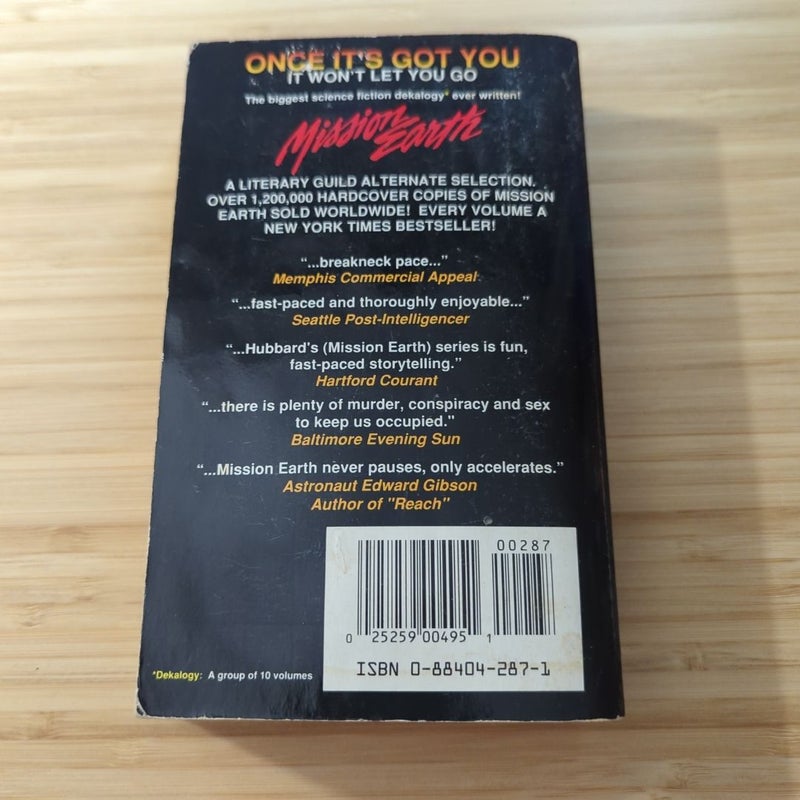 ONCE IT'S GOT YOU
IT WON'T LET YOU GO
The biggest science fiction dekalogy* ever written!
Mission Earth
A LITERARY GUILD ALTERNATE SELECTION.
OVER 1,200,000 HARDCOVER COPIES OF MISSION
EARTH SOLD WORLDWIDE! EVERY VOLUME A
NEW YORK TIMES BESTSELLER!
“...breakneck pace...”
Memphis Commercial Appeal
“...fast-paced and thoroughly enjoyable...”
Seattle Post-Intelligencer
“...Hubbard's (Mission Earth) series is fun,
fast-paced storytelling.”
Hartford Courant
“...there is plenty of murder, conspiracy and sex
to keep us occupied."
Baltimore Evening Sun
“...Mission Earth never pauses, only accelerates.”
Astronaut Edward Gibson
Author of "Reach"
00287
0 25259 00495 1
ISBN 0-88404-287-1
*Dekalogy: A group of 10 volumes